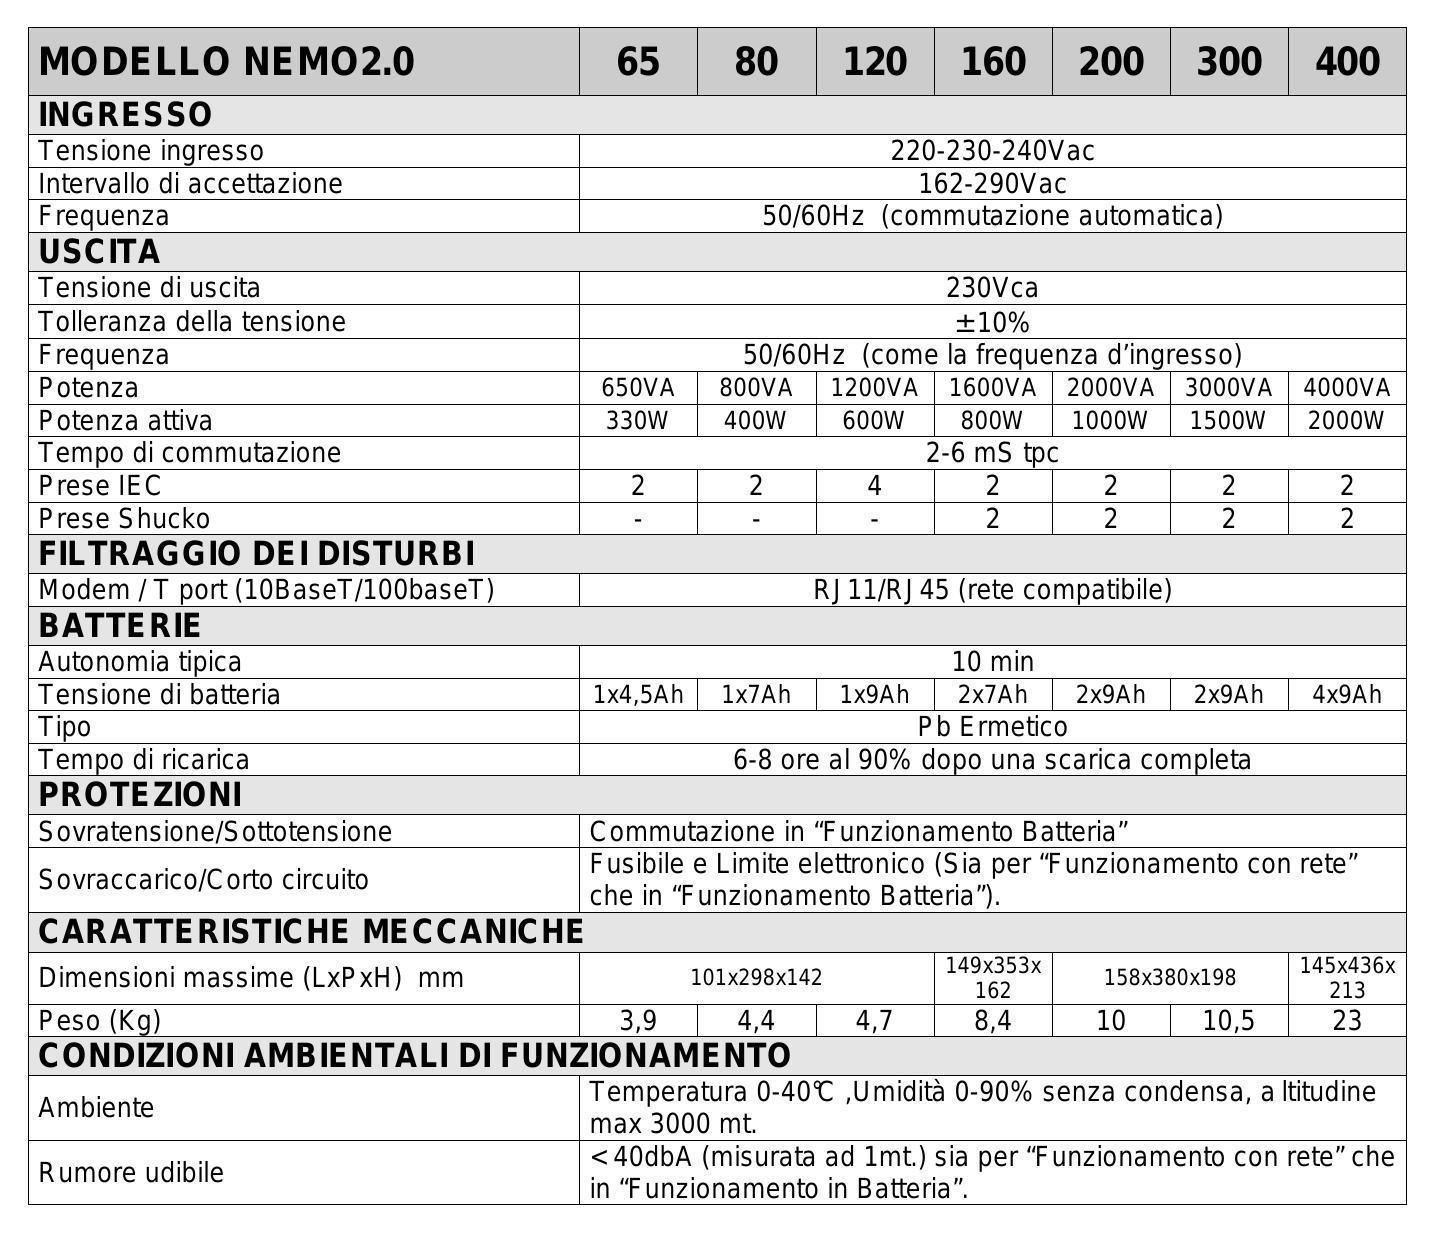 MODELLO NEMO2.0 65 80 120 160 200 300 400
INGRESSO
Tensione ingresso 220-230-240Vac
Intervallo di accettazione 162-290Vac
Frequenza 50/60Hz (commutazione automatica)
USCITA
Tensione di uscita 230Vca
Tolleranza della tensione ±10%
Frequenza 50/60Hz (come la frequenza d’ingresso)
Potenza 650VA 800VA 1200VA 1600VA 2000VA 3000VA 4000VA
Potenza attiva 330W 400W 600W 800W 1000W 1500W 2000W
Tempo di commutazione 2-6 mS tpc
Prese IEC 2 2 4 2 2 2 2
Prese Shucko - - - 2 2 2 2
FILTRAGGIO DEI DISTURBI
Modem / T port (10BaseT/100baseT) RJ11/RJ45 (rete compatibile)
BATTERIE
Autonomia tipica 10 min
Tensione di batteria 1x4,5Ah 1x7Ah 1x9Ah 2x7Ah 2x9Ah 2x9Ah 4x9Ah
Tipo Pb Ermetico
Tempo di ricarica 6-8 ore al 90% dopo una scarica completa
PROTEZIONI
Sovratensione/Sottotensione Commutazione in “Funzionamento Batteria”
Sovraccarico/Corto circuito Fusibile e Limite elettronico (Sia per “Funzionamento con rete”
che in “Funzionamento Batteria”).
CARATTERISTICHE MECCANICHE
Dimensioni massime (LxPxH) mm 101x298x142 149x353x 158x380x198 145x436x
162 213
Peso (Kg) 3,9 4,4 4,7 8,4 10 10,5 23
CONDIZIONI AMBIENTALI DI FUNZIONAMENTO
Ambiente Temperatura 0-40°C ,Umidità 0-90% senza condensa, a ltitudine
max 3000 mt.
Rumore udibile <40dbA (misurata ad 1mt.) sia per “Funzionamento con rete” che
in “Funzionamento in Batteria”.